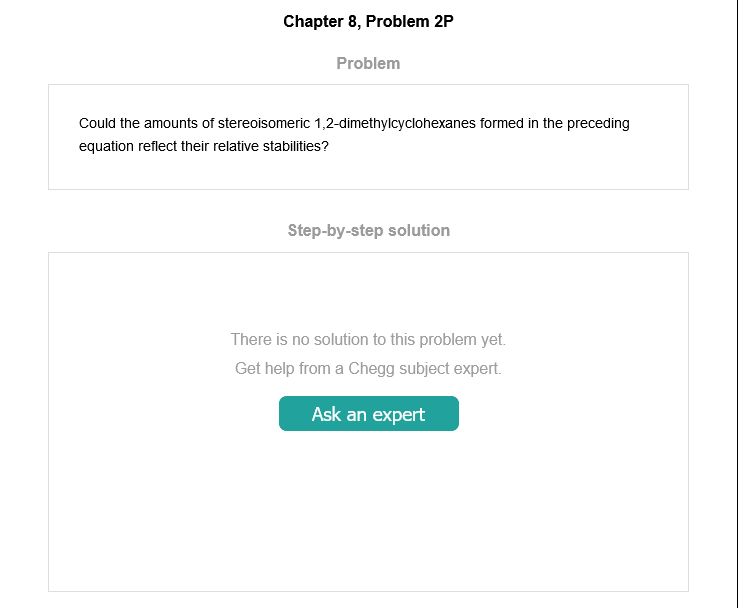 Chapter 8, Problem 2P
Problem
Could the amounts of stereoisomeric 1,2-dimethylcyclohexanes formed in the preceding
equation reflect their relative stabilities?
Step-by-step solution
There is no solution to this problem yet.
Get help from a Chegg subject expert.
Ask an expert